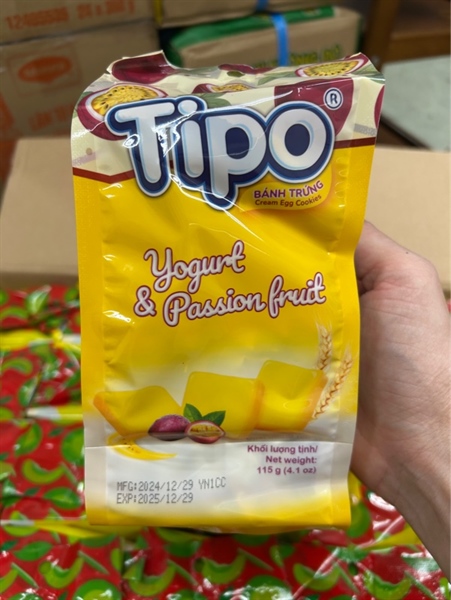 Tipo®
BÁNH TRỨNG
Cream Egg Cookies
Yogurt
& Passion fruit
Khối lượng tịnh/
Net weight:
115 g (4.1 oz)
MFG:2024/12/29 YN1CC
EXP:2025/12/29